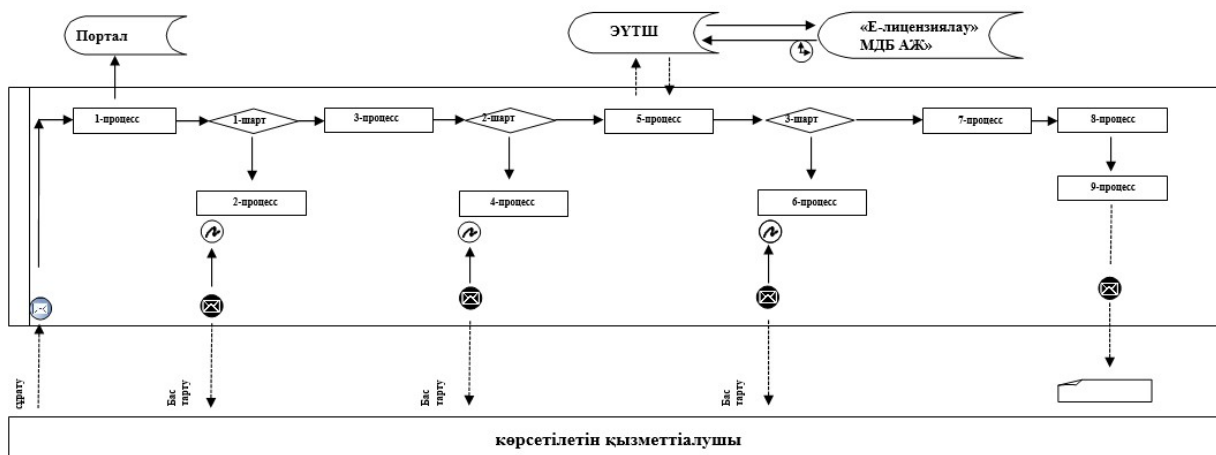 Портал
ЭҮТШ
«Е-лицензиялау»
МДБ АЖ»
1-процесс
1-шарт
3-процесс
2-шарт
5-процесс
3-шарт
7-процесс
8-процесс
2-процесс
4-процесс
6-процесс
9-процесс
сұрату
Бас
тарту
Бас
тарту
Бас
тарту
көрсетілетін қызметтіалушы